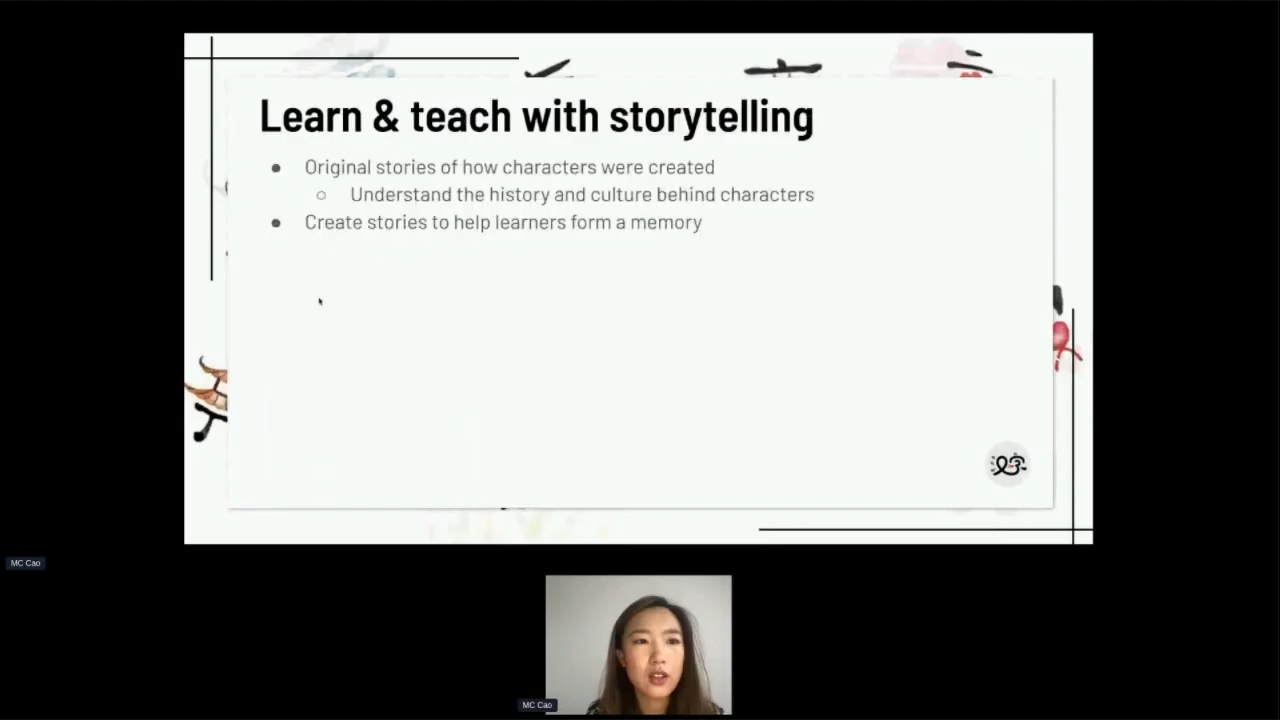 Learn & teach with storytelling
● Original stories of how characters were created
○ Understand the history and culture behind characters
● Create stories to help learners form a memory
MC Cao
MC Cao